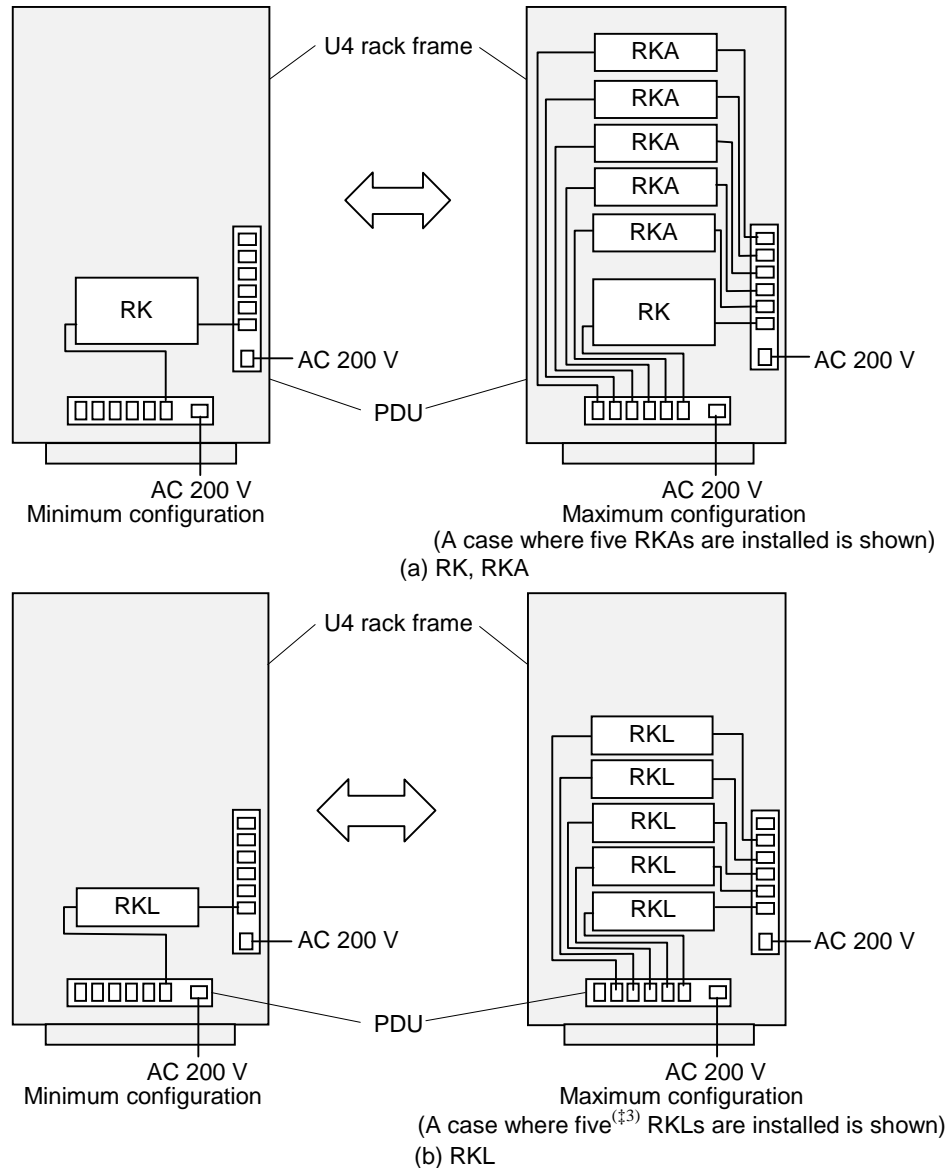 U4 rack frame
RKA
RKA
RKA
RKA
RKA
RK
RK
AC 200 V
AC 200 V
PDU
AC 200 V
AC 200 V
Minimum configuration
Maximum configuration
(A case where five RKAs are installed is shown)
(a) RK, RKA
U4 rack frame
RKL
RKL
RKL
RKL
RKL
RKL
AC 200 V
AC 200 V
PDU
AC 200 V
AC 200 V
Minimum configuration
Maximum configuration
(A case where five(‡3) RKLs are installed is shown)
(b) RKL